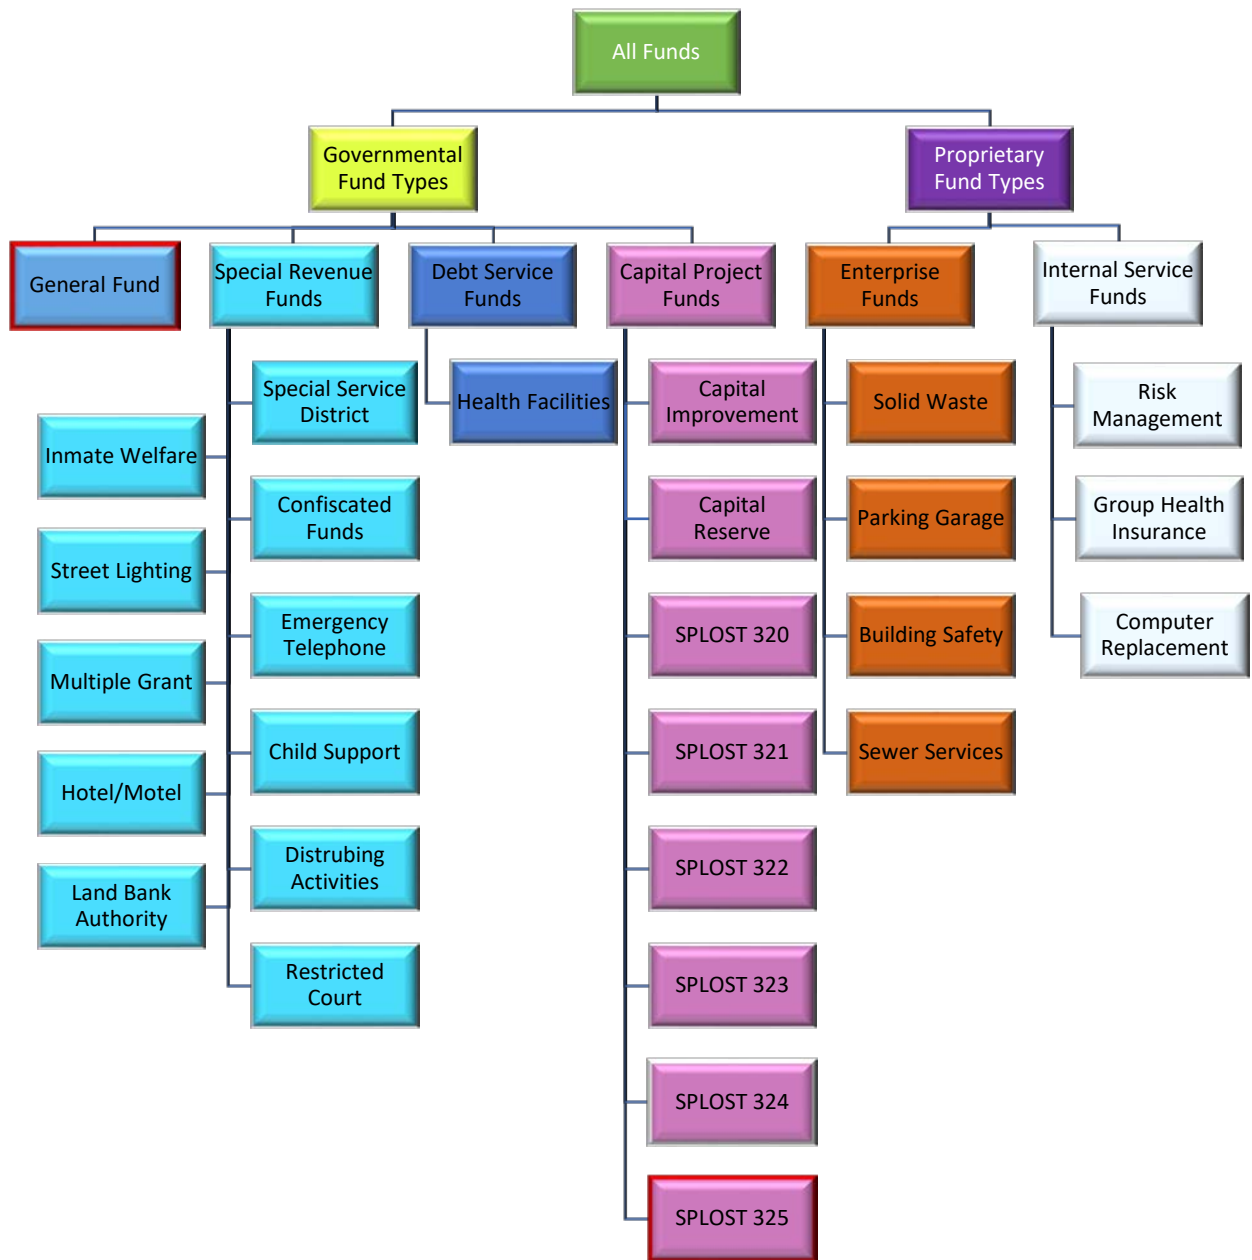 All Funds
Governmental
Fund Types
Proprietary
Fund Types
General Fund
Special Revenue
Funds
Debt Service
Funds
Capital Project
Funds
Enterprise
Funds
Internal Service
Funds
Inmate Welfare
Street Lighting
Multiple Grant
Hotel/Motel
Land Bank
Authority
Special Service
District
Confiscated
Funds
Emergency
Telephone
Child Support
Distrubing
Activities
Restricted
Court
Health Facilities
Capital
Improvement
Capital
Reserve
SPLOST 320
SPLOST 321
SPLOST 322
SPLOST 323
SPLOST 324
SPLOST 325
Solid Waste
Parking Garage
Building Safety
Sewer Services
Risk
Management
Group Health
Insurance
Computer
Replacement